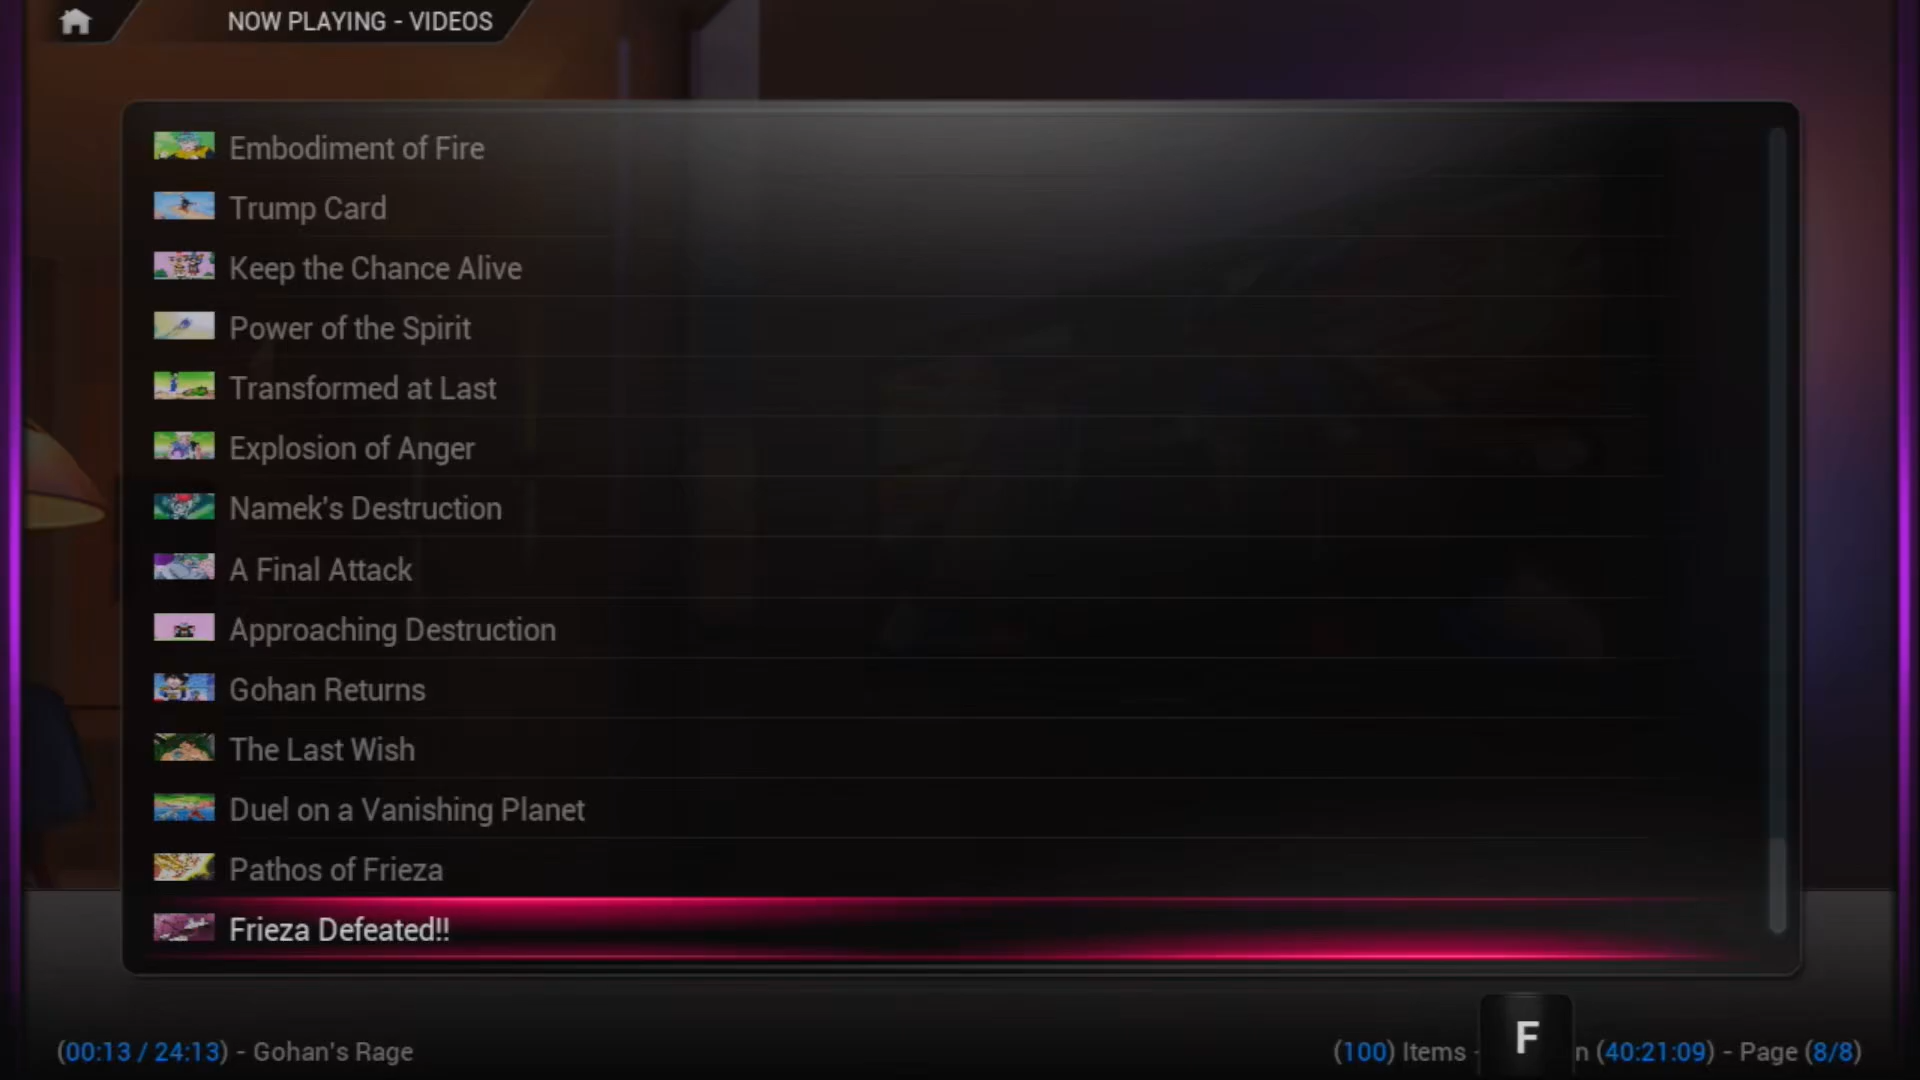 NOW PLAYING - VIDEOS
Embodiment of Fire
Trump Card
Keep the Chance Alive
Power of the Spirit
Transformed at Last
Explosion of Anger
Namek's Destruction
A Final Attack
Approaching Destruction
Gohan Returns
The Last Wish
Duel on a Vanishing Planet
Pathos of Frieza
Frieza Defeated!!
(00:13 / 24:13) - Gohan's Rage
(100) Items - F n (40:21:09) - Page (8/8)